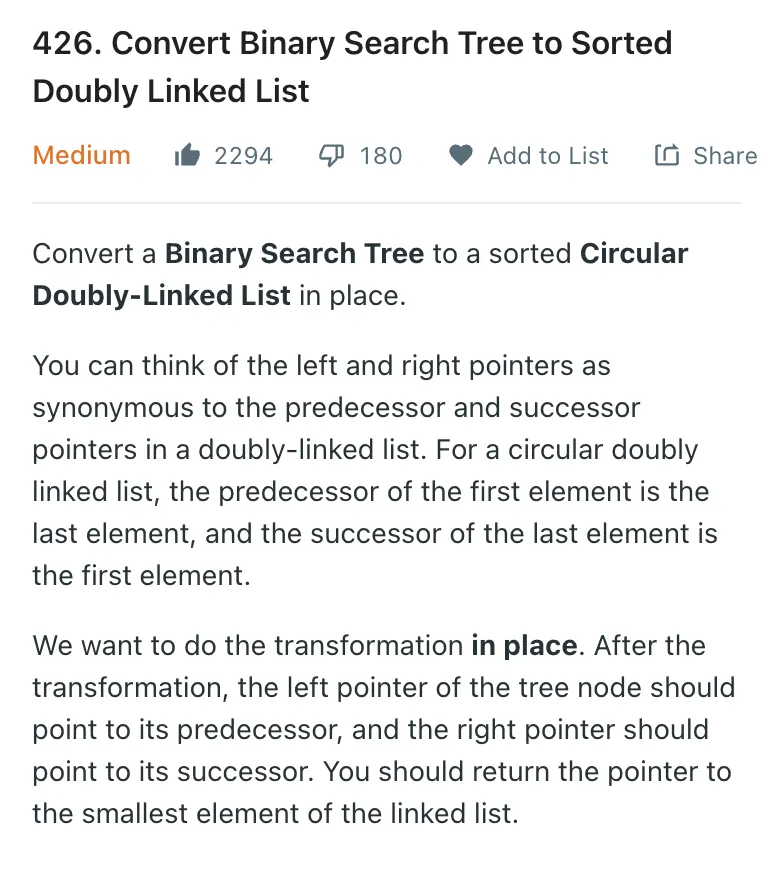 426. Convert Binary Search Tree to Sorted
Doubly Linked List
Medium 2294 180 Add to List Share
Convert a Binary Search Tree to a sorted Circular
Doubly-Linked List in place.
You can think of the left and right pointers as
synonymous to the predecessor and successor
pointers in a doubly-linked list. For a circular doubly
linked list, the predecessor of the first element is the
last element, and the successor of the last element is
the first element.
We want to do the transformation in place. After the
transformation, the left pointer of the tree node should
point to its predecessor, and the right pointer should
point to its successor. You should return the pointer to
the smallest element of the linked list.